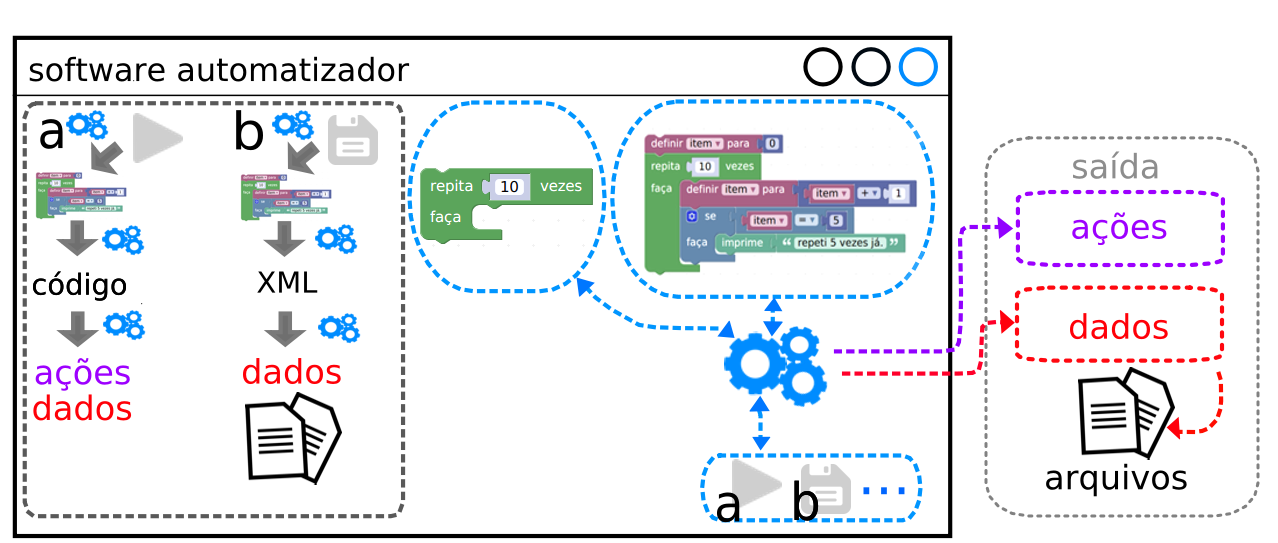 software automatizador
a
b
código
XML
ações
dados
dados
repita 10 vezes
faça
definir item para 0
repita 10 vezes
faça definir item para item + 1
se item = 5
faça imprime “ repeti 5 vezes já. ”
a b ...
saída
ações
dados
arquivos